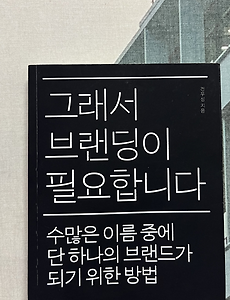 그래서
브랜딩이
필요합니다
수많은 이름 중에
단 하나의 브랜드가
되기 위한 방법